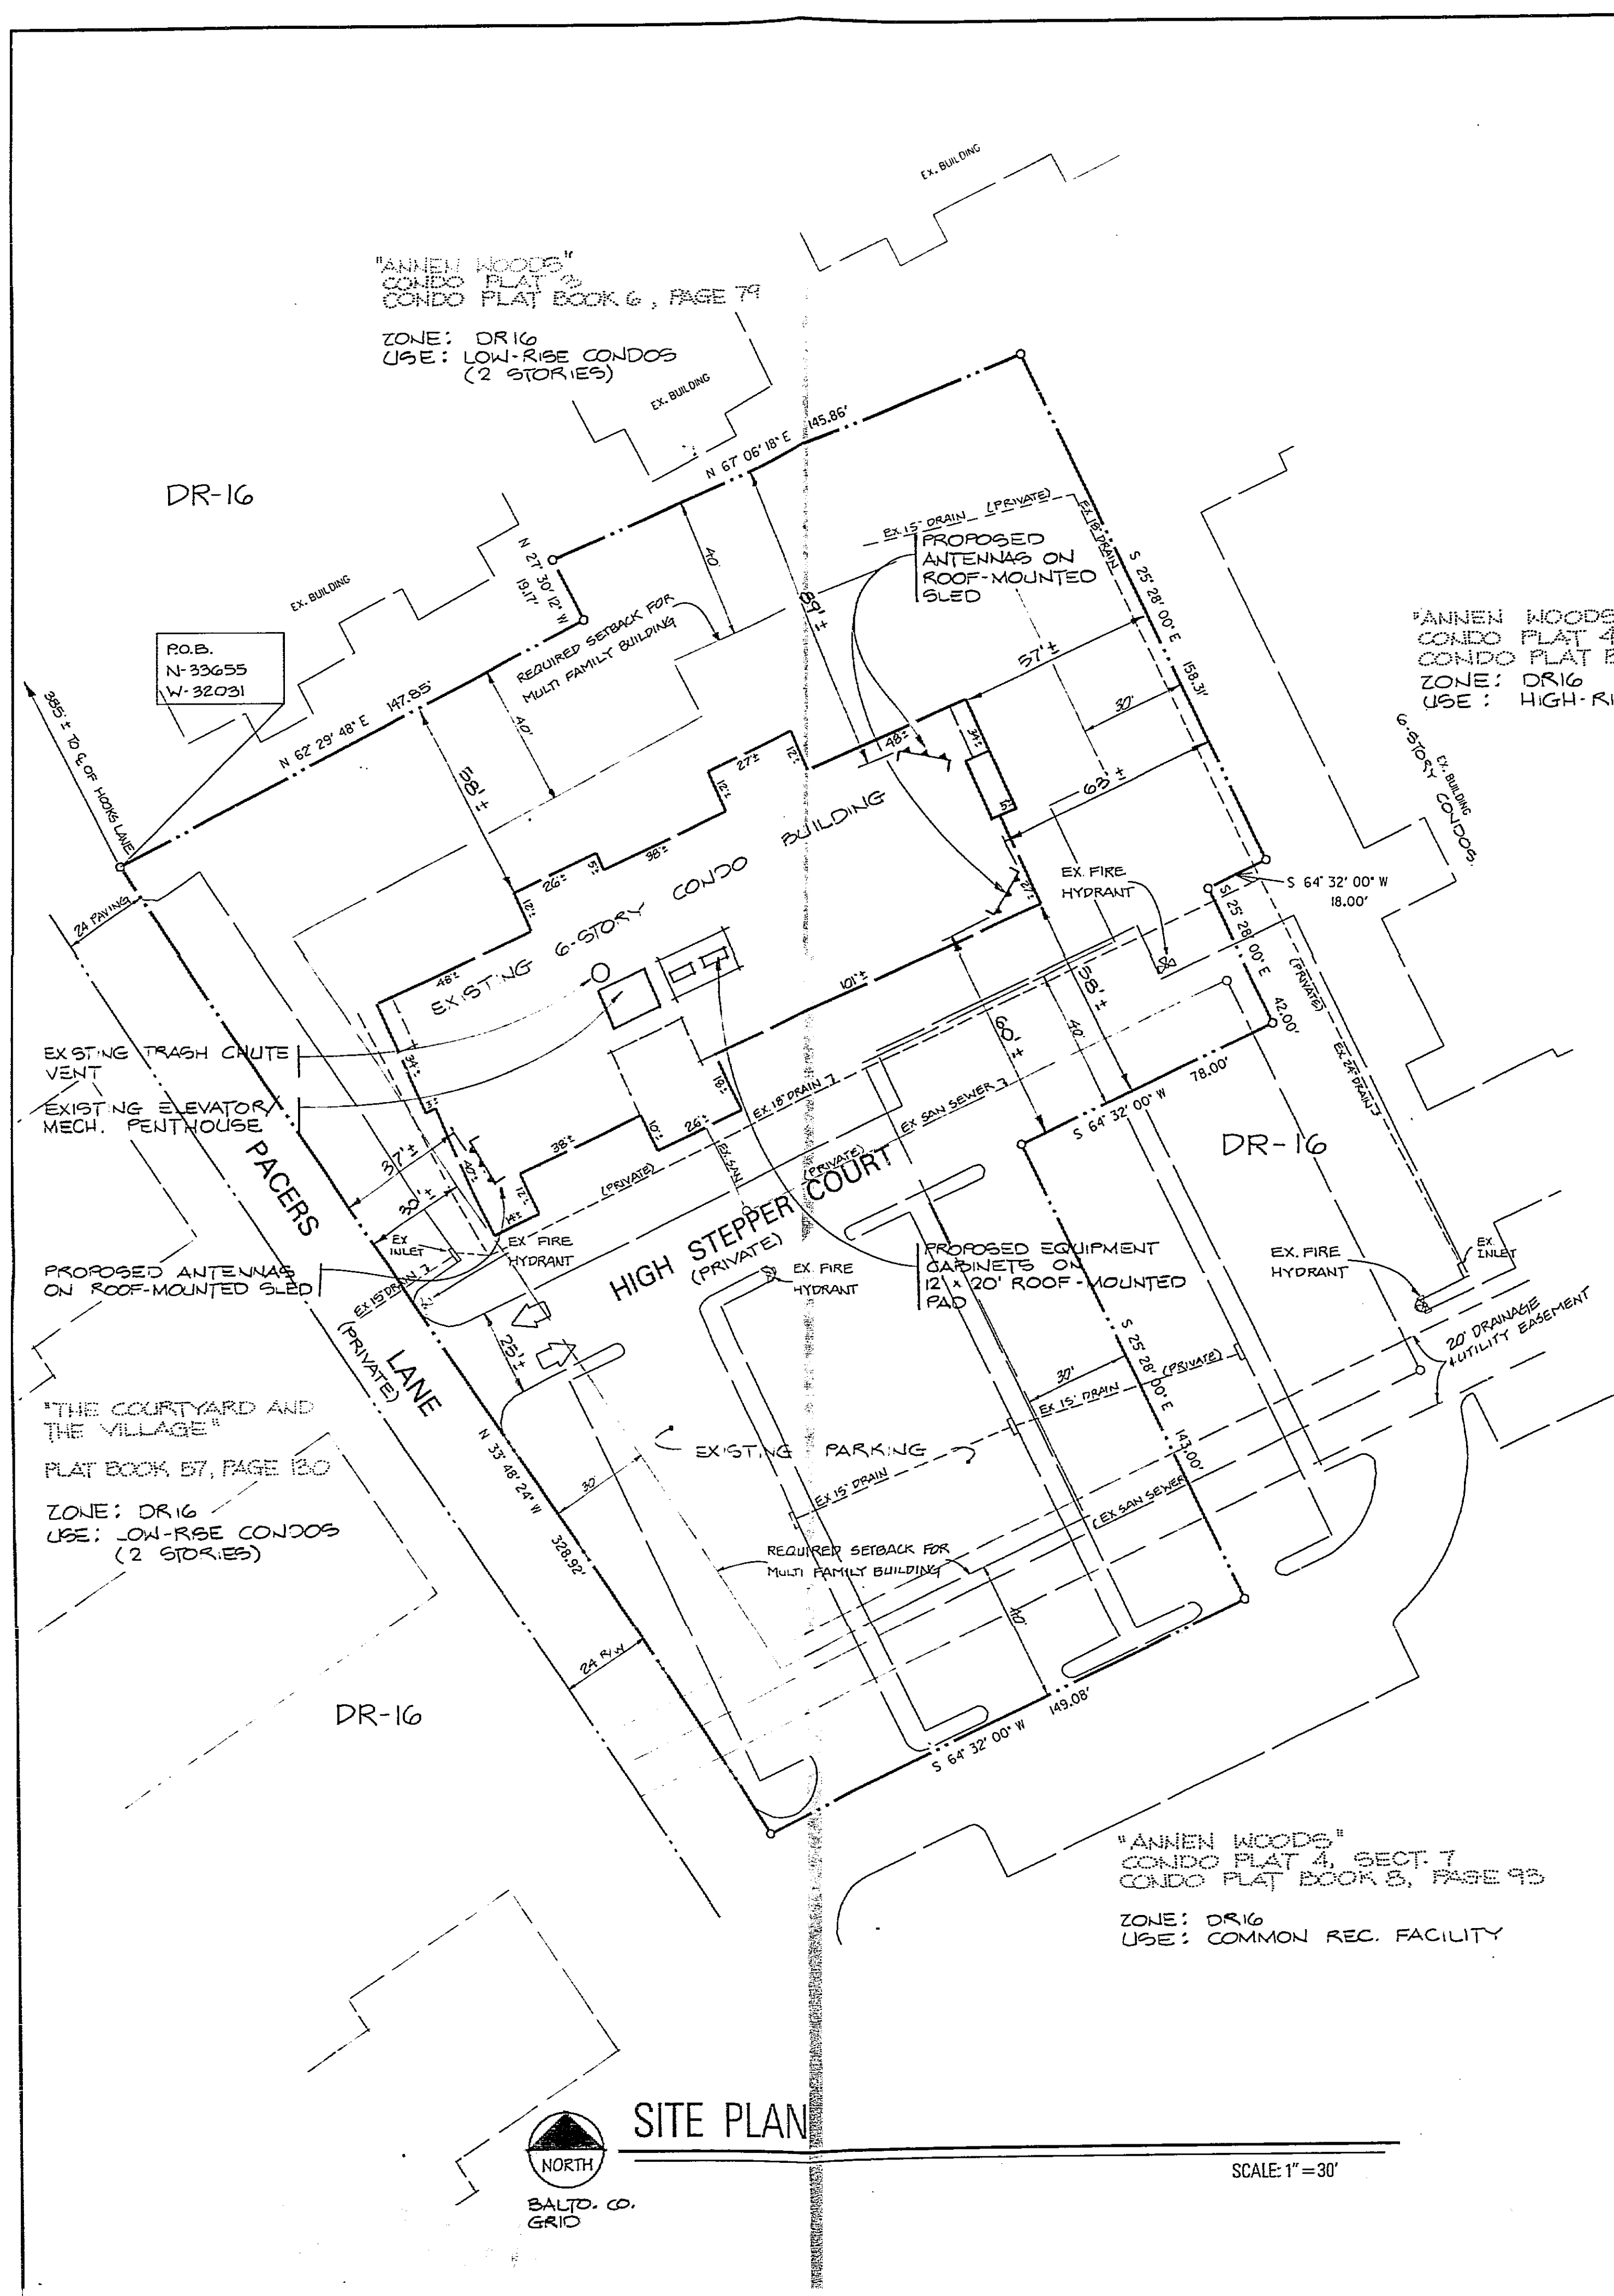 EX. BUILDING
"ANNEN WOODS"
CONDO PLAT 3
CONDO PLAT BOOK 6, PAGE 79
ZONE: DR16
USE: LOW-RISE CONDOS
(2 STORIES)
EX. BUILDING
N 67° 06' 18" E 145.86'
DR-16
EX. BUILDING
N 27° 30' 12" W
19.17'
40'
89'±
EX 15" DRAIN (PRIVATE)
EX 18" DRAIN
PROPOSED
ANTENNAS ON
ROOF-MOUNTED
SLED
S 25° 28' 00" E 158.31'
REQUIRED SETBACK FOR
MULTI FAMILY BUILDING
P.O.B.
N-33655
W-32031
385'± TO ℄ OF HOOKS LANE
N 62° 29' 48" E 147.85'
40'
58'±
57'±
30'
63'±
"ANNEN WOODS
CONDO PLAT 4
CONDO PLAT B
ZONE: DR16
USE: HIGH-RI
6-STORY CONDOS.
EX. BUILDING
48'±
34'±
5'±
27'±
12'±
12'±
27'±
38'±
5'±
26'±
12'±
48'±
EXISTING 6-STORY CONDO BUILDING
EX. FIRE
HYDRANT
S 64° 32' 00" W
18.00'
S 25° 28' 00" E 42.00'
24' PAVING
101'±
58'±
60'±
40'
(PRIVATE)
EX 24" DRAIN
EXISTING TRASH CHUTE
VENT
EXISTING ELEVATOR/
MECH. PENTHOUSE
34'±
37'±
30'±
12'±
14'±
38'±
10'±
26'±
EX. 18" DRAIN
(PRIVATE)
EX. SAN
EX SAN SEWER
(PRIVATE)
S 64° 32' 00" W 78.00'
DR-16
PACERS
LANE
(PRIVATE)
HIGH STEPPER COURT
(PRIVATE)
EX
INLET
EX FIRE
HYDRANT
PROPOSED ANTENNAS
ON ROOF-MOUNTED SLED
EX 15" DRAIN
EX. FIRE
HYDRANT
PROPOSED EQUIPMENT
CABINETS ON
12' x 20' ROOF-MOUNTED
PAD
EX. FIRE
HYDRANT
EX.
INLET
20' DRAINAGE
+ UTILITY EASEMENT
25'±
S 25° 28' 00" E 143.00'
30'
EX 15" DRAIN (PRIVATE)
"THE COURTYARD AND
THE VILLAGE"
PLAT BOOK 57, PAGE 130
ZONE: DR16
USE: LOW-RISE CONDOS
(2 STORIES)
N 33° 48' 24" W 328.92'
30'
EXISTING PARKING
EX 15" DRAIN
EX SAN SEWER
REQUIRED SETBACK FOR
MULTI FAMILY BUILDING
40'
24' R/W
DR-16
S 64° 32' 00" W 149.08'
"ANNEN WOODS"
CONDO PLAT 4, SECT. 7
CONDO PLAT BOOK 8, PAGE 93
ZONE: DR16
USE: COMMON REC. FACILITY
SITE PLAN
NORTH
SCALE: 1" = 30'
BALTO. CO.
GRID